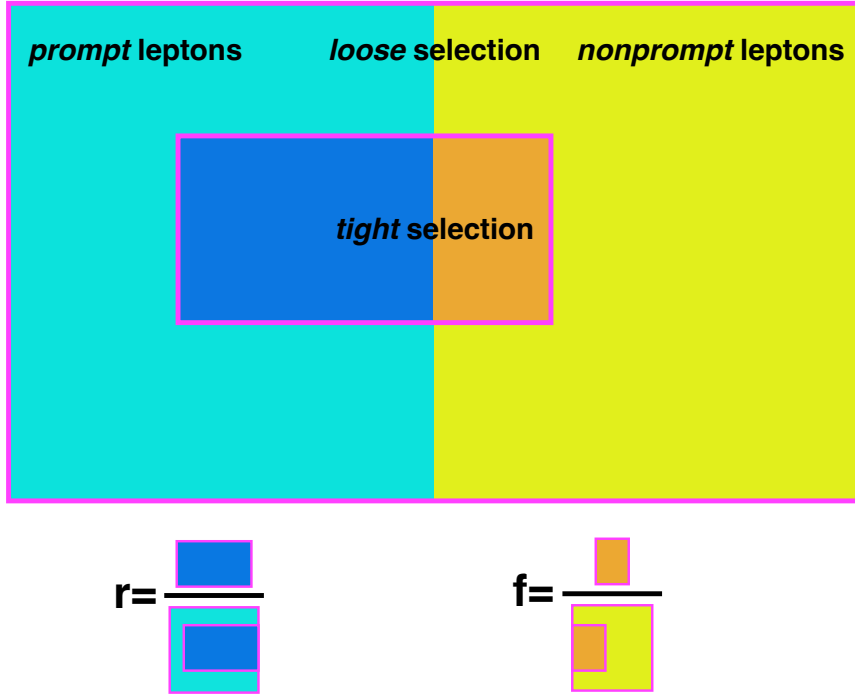 prompt leptons loose selection nonprompt leptons
tight selection
r= f=